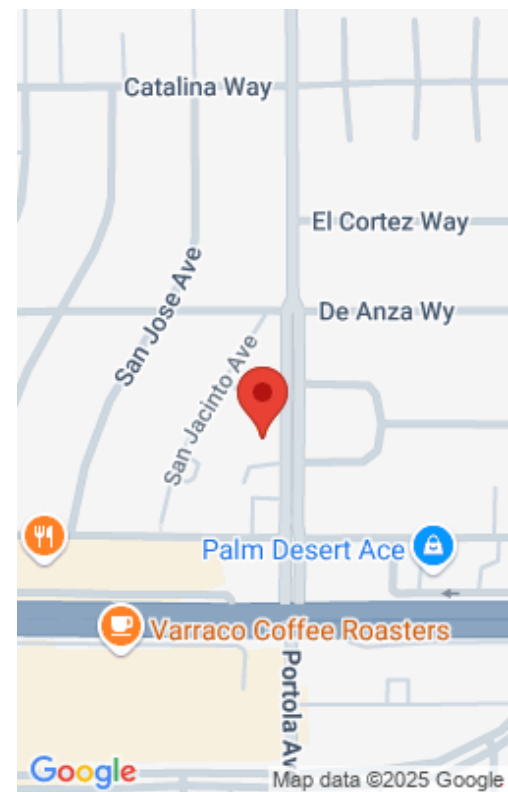 Catalina Way
El Cortez Way
San Jose Ave
De Anza Wy
San Jacinto Ave
Palm Desert Ace
Varraco Coffee Roasters
Portola Av
Google
Map data ©2025 Google